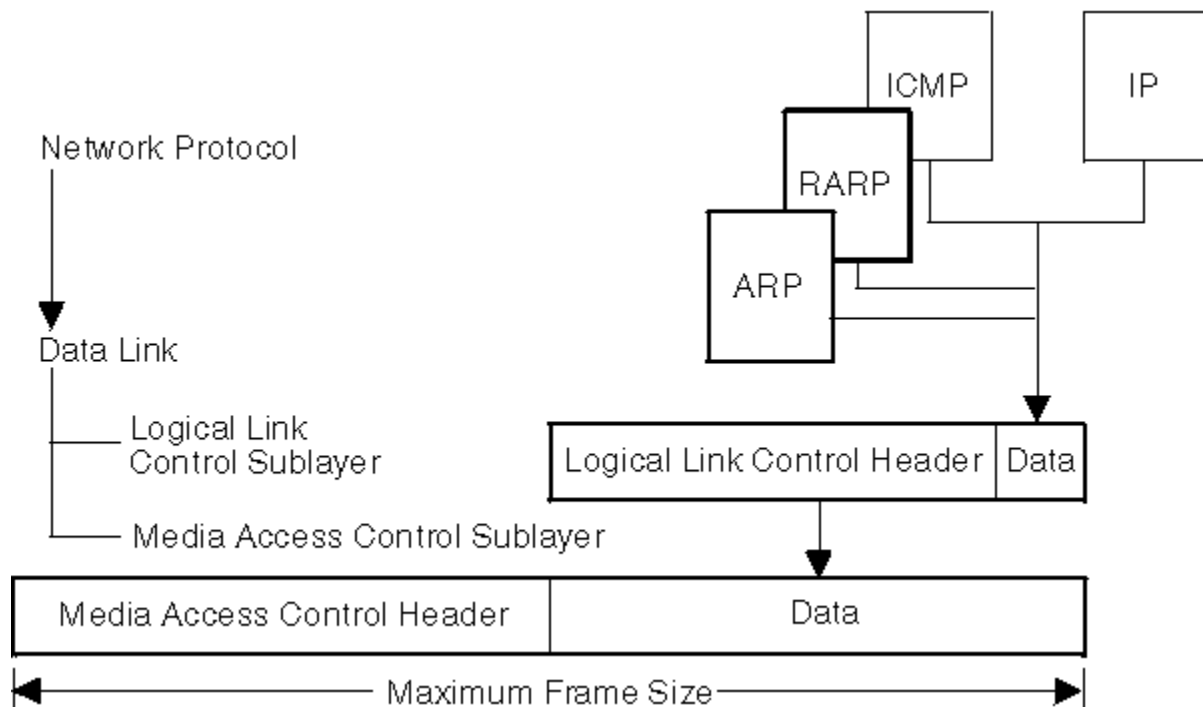 ICMP
IP
Network Protocol
RARP
ARP
Data Link
Logical Link
Control Sublayer
Logical Link Control Header
Data
Media Access Control Sublayer
Media Access Control Header
Data
Maximum Frame Size